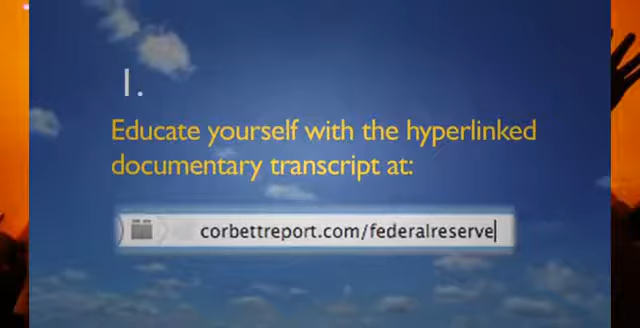 1.
Educate yourself with the hyperlinked
documentary transcript at:
corbettreport.com/federalreserve